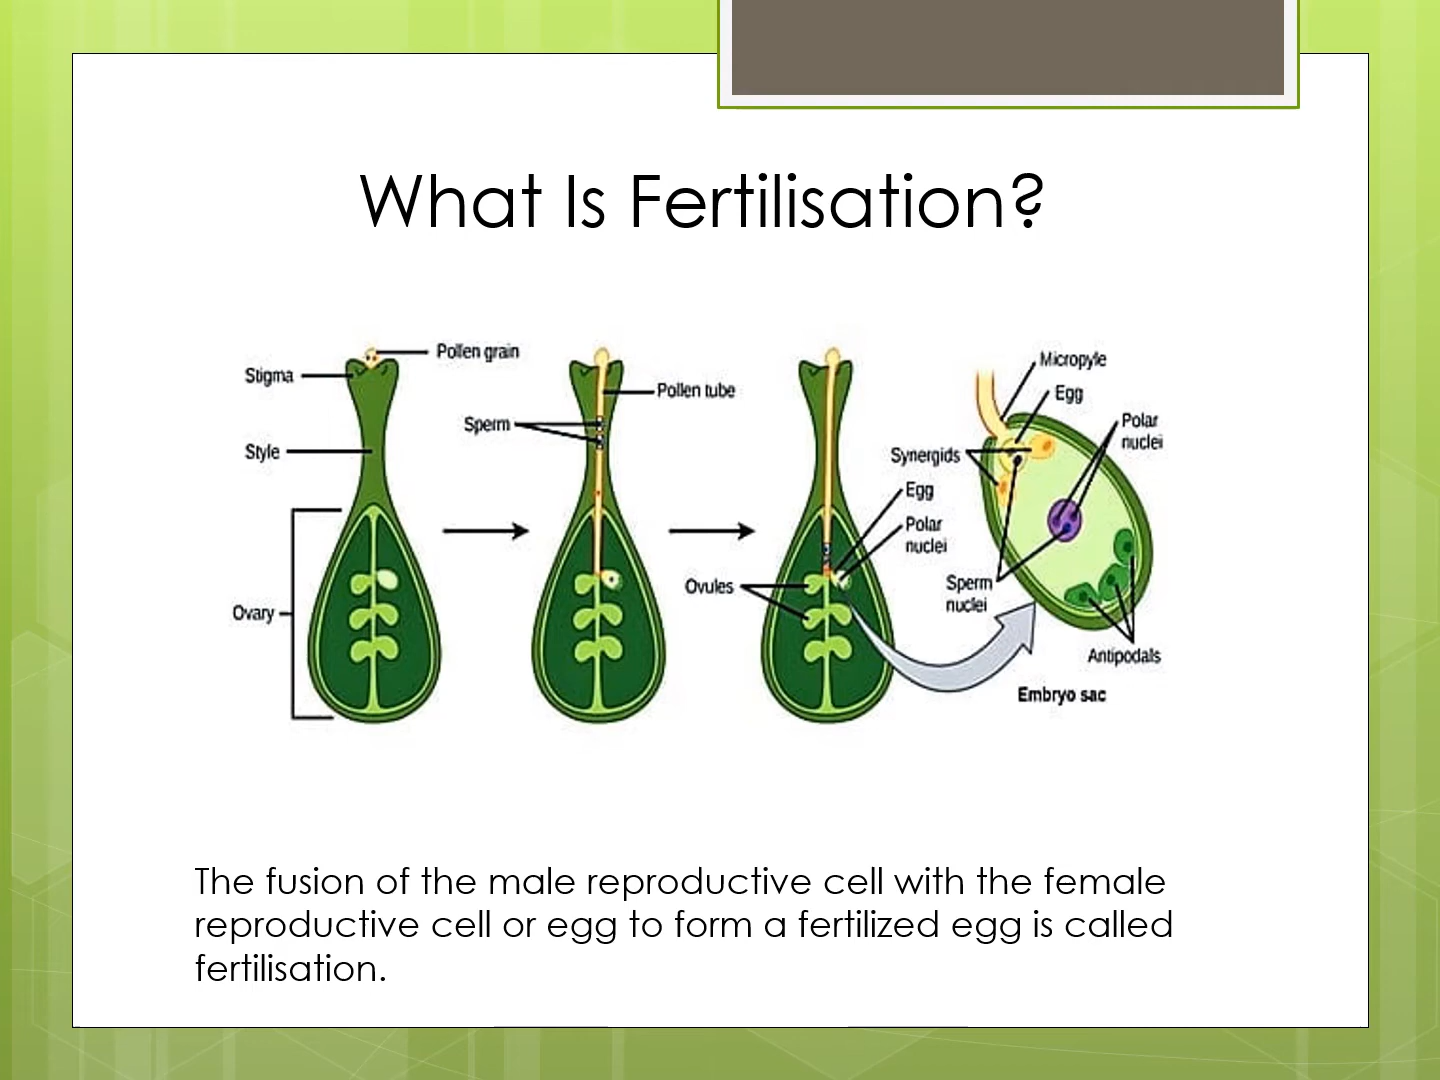 What Is Fertilisation?
Pollen grain
Stigma
Style
Ovary
Pollen tube
Sperm
Ovules
Egg
Polar
nuclei
Micropyle
Egg
Polar
nuclei
Synergids
Sperm
nuclei
Antipodals
Embryo sac
The fusion of the male reproductive cell with the female
reproductive cell or egg to form a fertilized egg is called
fertilisation.